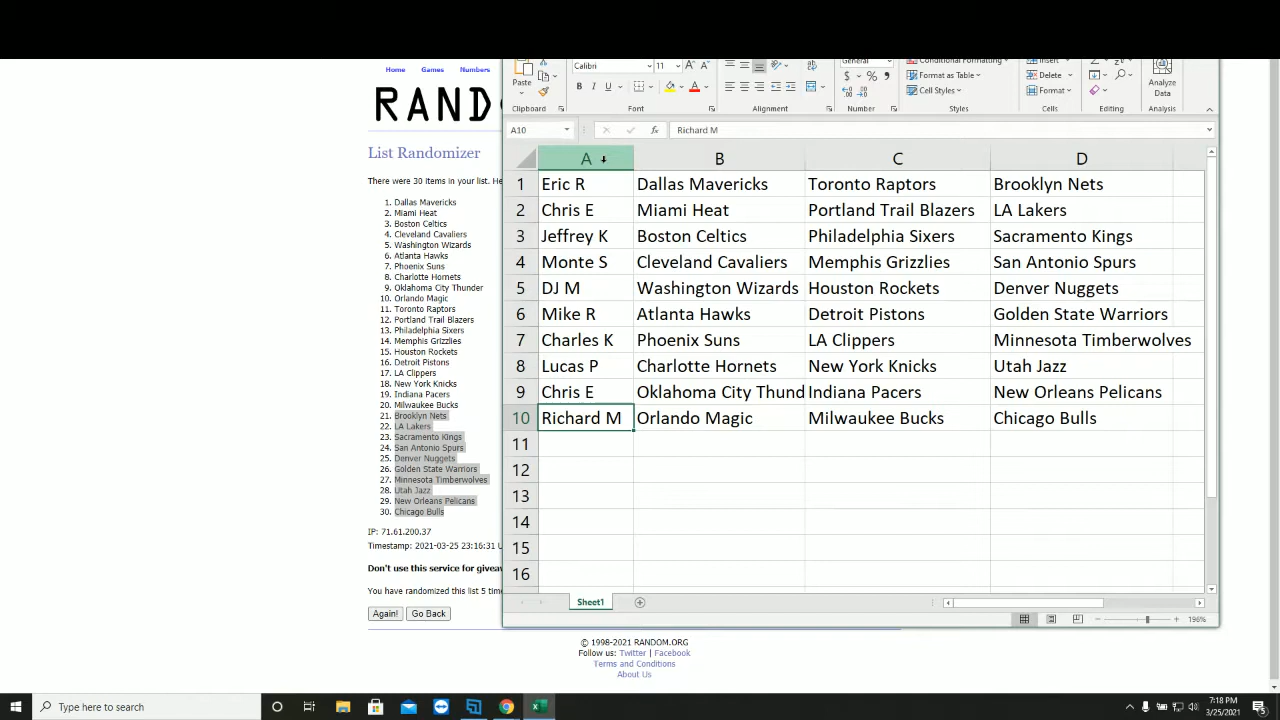 Home Games Numbers
RANDO
List Randomizer
There were 30 items in your list. He
1. Dallas Mavericks
2. Miami Heat
3. Boston Celtics
4. Cleveland Cavaliers
5. Washington Wizards
6. Atlanta Hawks
7. Phoenix Suns
8. Charlotte Hornets
9. Oklahoma City Thunder
10. Orlando Magic
11. Toronto Raptors
12. Portland Trail Blazers
13. Philadelphia Sixers
14. Memphis Grizzlies
15. Houston Rockets
16. Detroit Pistons
17. LA Clippers
18. New York Knicks
19. Indiana Pacers
20. Milwaukee Bucks
21. Brooklyn Nets
22. LA Lakers
23. Sacramento Kings
24. San Antonio Spurs
25. Denver Nuggets
26. Golden State Warriors
27. Minnesota Timberwolves
28. Utah Jazz
29. New Orleans Pelicans
30. Chicago Bulls
IP: 71.61.200.37
Timestamp: 2021-03-25 23:16:31 U
Don't use this service for giveaw
You have randomized this list 5 time
Again! Go Back
© 1998-2021 RANDOM.ORG
Follow us: Twitter | Facebook
Terms and Conditions
About Us
Paste
Calibri 11
B I U
General
$ % ,
Conditional Formatting
Format as Table
Cell Styles
Insert
Delete
Format
Analyze
Data
Clipboard Font Alignment Number Styles Cells Editing Analysis
A10 fx Richard M
A B C D
1 Eric R Dallas Mavericks Toronto Raptors Brooklyn Nets
2 Chris E Miami Heat Portland Trail Blazers LA Lakers
3 Jeffrey K Boston Celtics Philadelphia Sixers Sacramento Kings
4 Monte S Cleveland Cavaliers Memphis Grizzlies San Antonio Spurs
5 DJ M Washington Wizards Houston Rockets Denver Nuggets
6 Mike R Atlanta Hawks Detroit Pistons Golden State Warriors
7 Charles K Phoenix Suns LA Clippers Minnesota Timberwolves
8 Lucas P Charlotte Hornets New York Knicks Utah Jazz
9 Chris E Oklahoma City Thund Indiana Pacers New Orleans Pelicans
10 Richard M Orlando Magic Milwaukee Bucks Chicago Bulls
11
12
13
14
15
16
Sheet1
196%
Type here to search
7:18 PM
3/25/2021